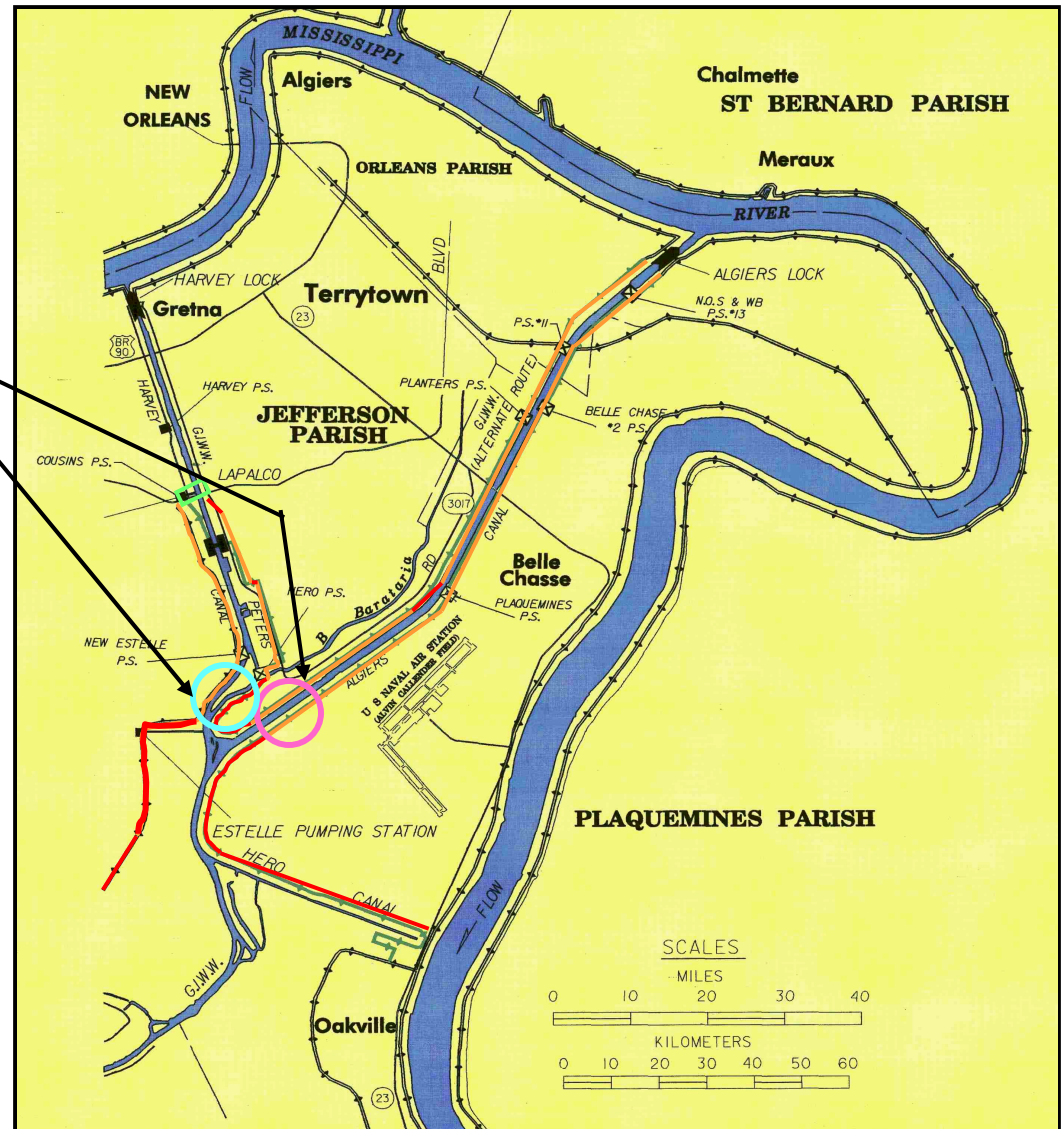 MISSISSIPPI
FLOW
Algiers
NEW
ORLEANS
Chalmette
ST BERNARD PARISH
Meraux
ORLEANS PARISH
RIVER
BLVD
ALGIERS LOCK
HARVEY LOCK
Gretna
Terrytown
23
N.O.S & WB
P.S.#13
P.S.#11
BR
90
HARVEY
HARVEY P.S.
G.I.W.W.
PLANTERS P.S.
G.I.W.W.
(ALTERNATE ROUTE)
BELLE CHASE
#2 P.S.
JEFFERSON
PARISH
COUSINS P.S.
LAPALCO
3017
CANAL
Belle
Chasse
RD
B Barataria
PLAQUEMINES
P.S.
CANAL
PETERS
HERO P.S.
NEW ESTELLE
P.S.
ALGIERS
U S NAVAL AIR STATION
(ALVIN CALLENDER FIELD)
PLAQUEMINES PARISH
ESTELLE PUMPING STATION
HERO
CANAL
FLOW
G.I.W.W.
Oakville
23
SCALES
MILES
0 10 20 30 40
KILOMETERS
0 10 20 30 40 50 60